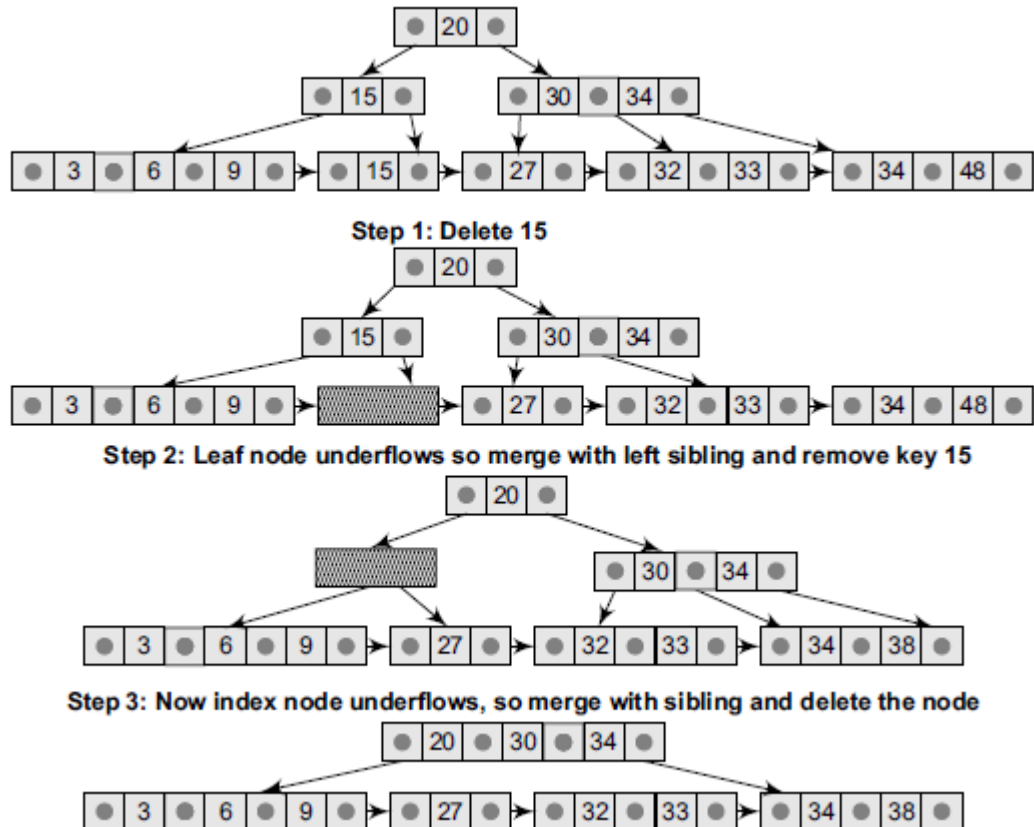 20
15 30 34
3 6 9 15 27 32 33 34 48
Step 1: Delete 15
20
15 30 34
3 6 9 27 32 33 34 48
Step 2: Leaf node underflows so merge with left sibling and remove key 15
20
30 34
3 6 9 27 32 33 34 38
Step 3: Now index node underflows, so merge with sibling and delete the node
20 30 34
3 6 9 27 32 33 34 38